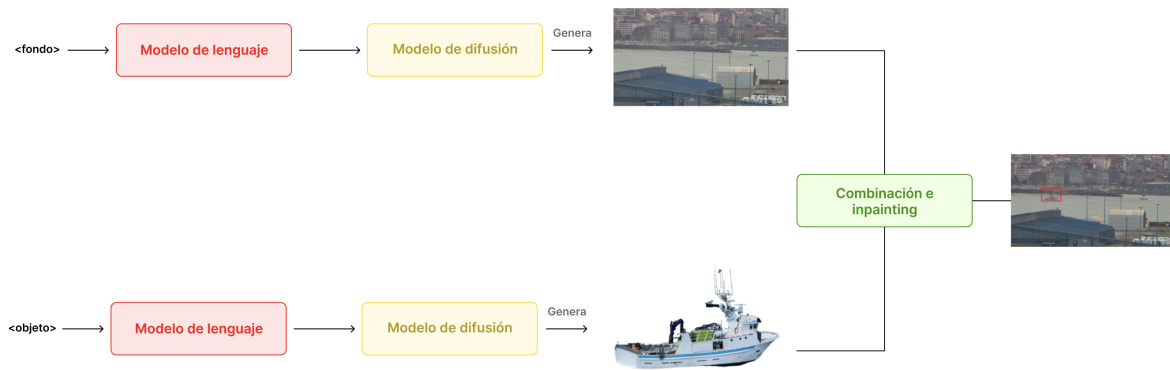 <fondo>
Modelo de lenguaje
Modelo de difusión
Genera
Combinación e
inpainting
<objeto>
Modelo de lenguaje
Modelo de difusión
Genera